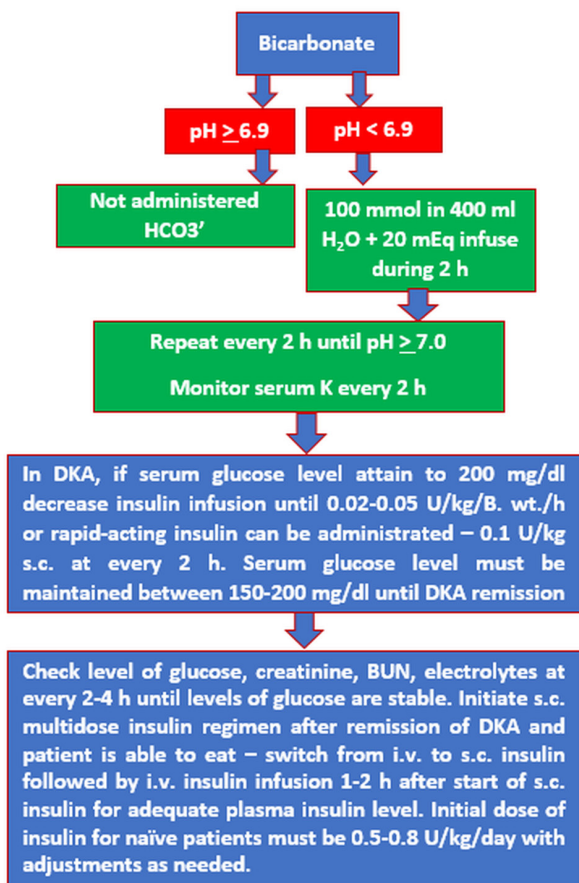 Bicarbonate
pH ≥ 6.9
pH < 6.9
Not administered
HCO3’
100 mmol in 400 ml
H₂O + 20 mEq infuse
during 2 h
Repeat every 2 h until pH ≥ 7.0
Monitor serum K every 2 h
In DKA, if serum glucose level attain to 200 mg/dl
decrease insulin infusion until 0.02-0.05 U/kg/B. wt./h
or rapid-acting insulin can be administrated – 0.1 U/kg
s.c. at every 2 h. Serum glucose level must be
maintained between 150-200 mg/dl until DKA remission
Check level of glucose, creatinine, BUN, electrolytes at
every 2-4 h until levels of glucose are stable. Initiate s.c.
multidose insulin regimen after remission of DKA and
patient is able to eat – switch from i.v. to s.c. insulin
followed by i.v. insulin infusion 1-2 h after start of s.c.
insulin for adequate plasma insulin level. Initial dose of
insulin for naïve patients must be 0.5-0.8 U/kg/day with
adjustments as needed.